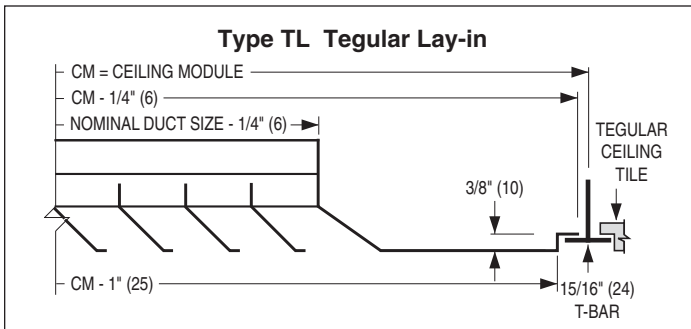 Type TL Tegular Lay-in
CM = CEILING MODULE
CM - 1/4" (6)
NOMINAL DUCT SIZE - 1/4" (6)
TEGULAR
CEILING
TILE
3/8" (10)
CM - 1" (25)
15/16" (24)
T-BAR